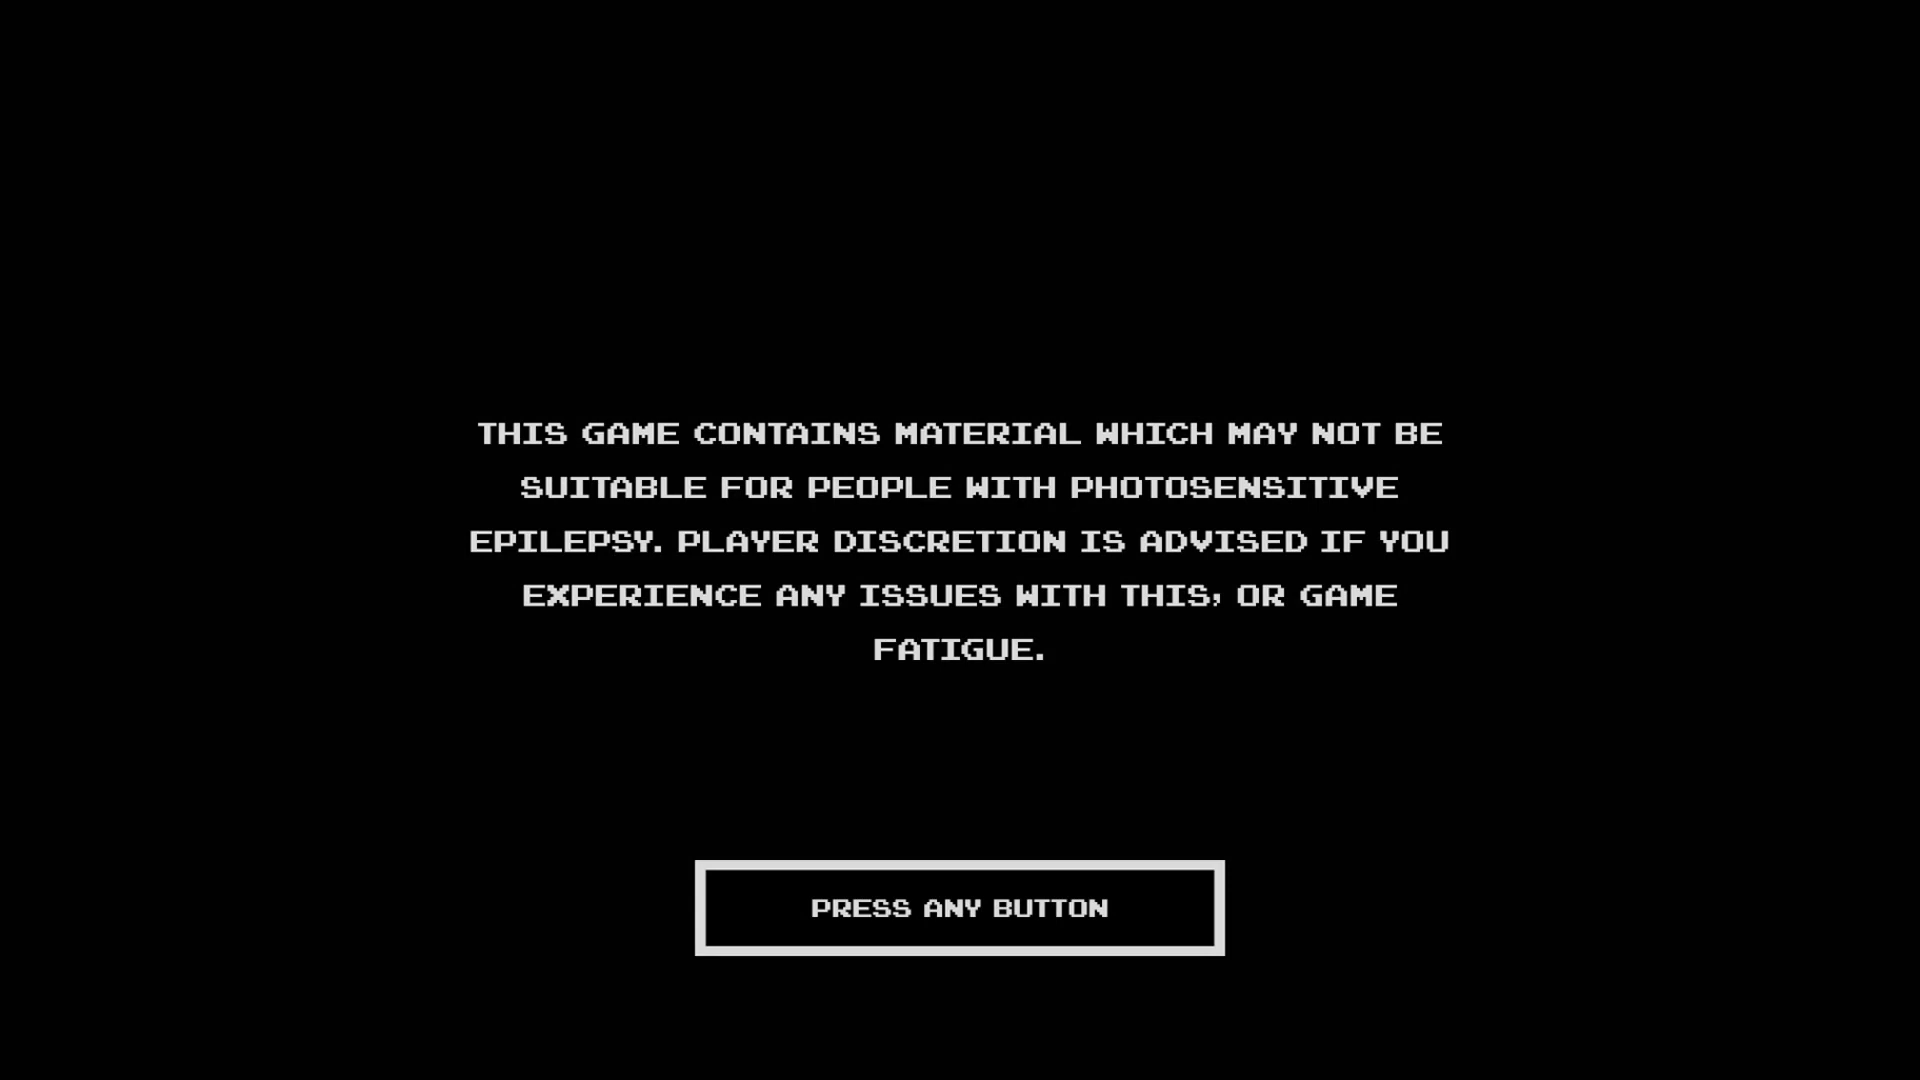 THIS GAME CONTAINS MATERIAL WHICH MAY NOT BE
SUITABLE FOR PEOPLE WITH PHOTOSENSITIVE
EPILEPSY. PLAYER DISCRETION IS ADVISED IF YOU
EXPERIENCE ANY ISSUES WITH THIS, OR GAME
FATIGUE.
PRESS ANY BUTTON